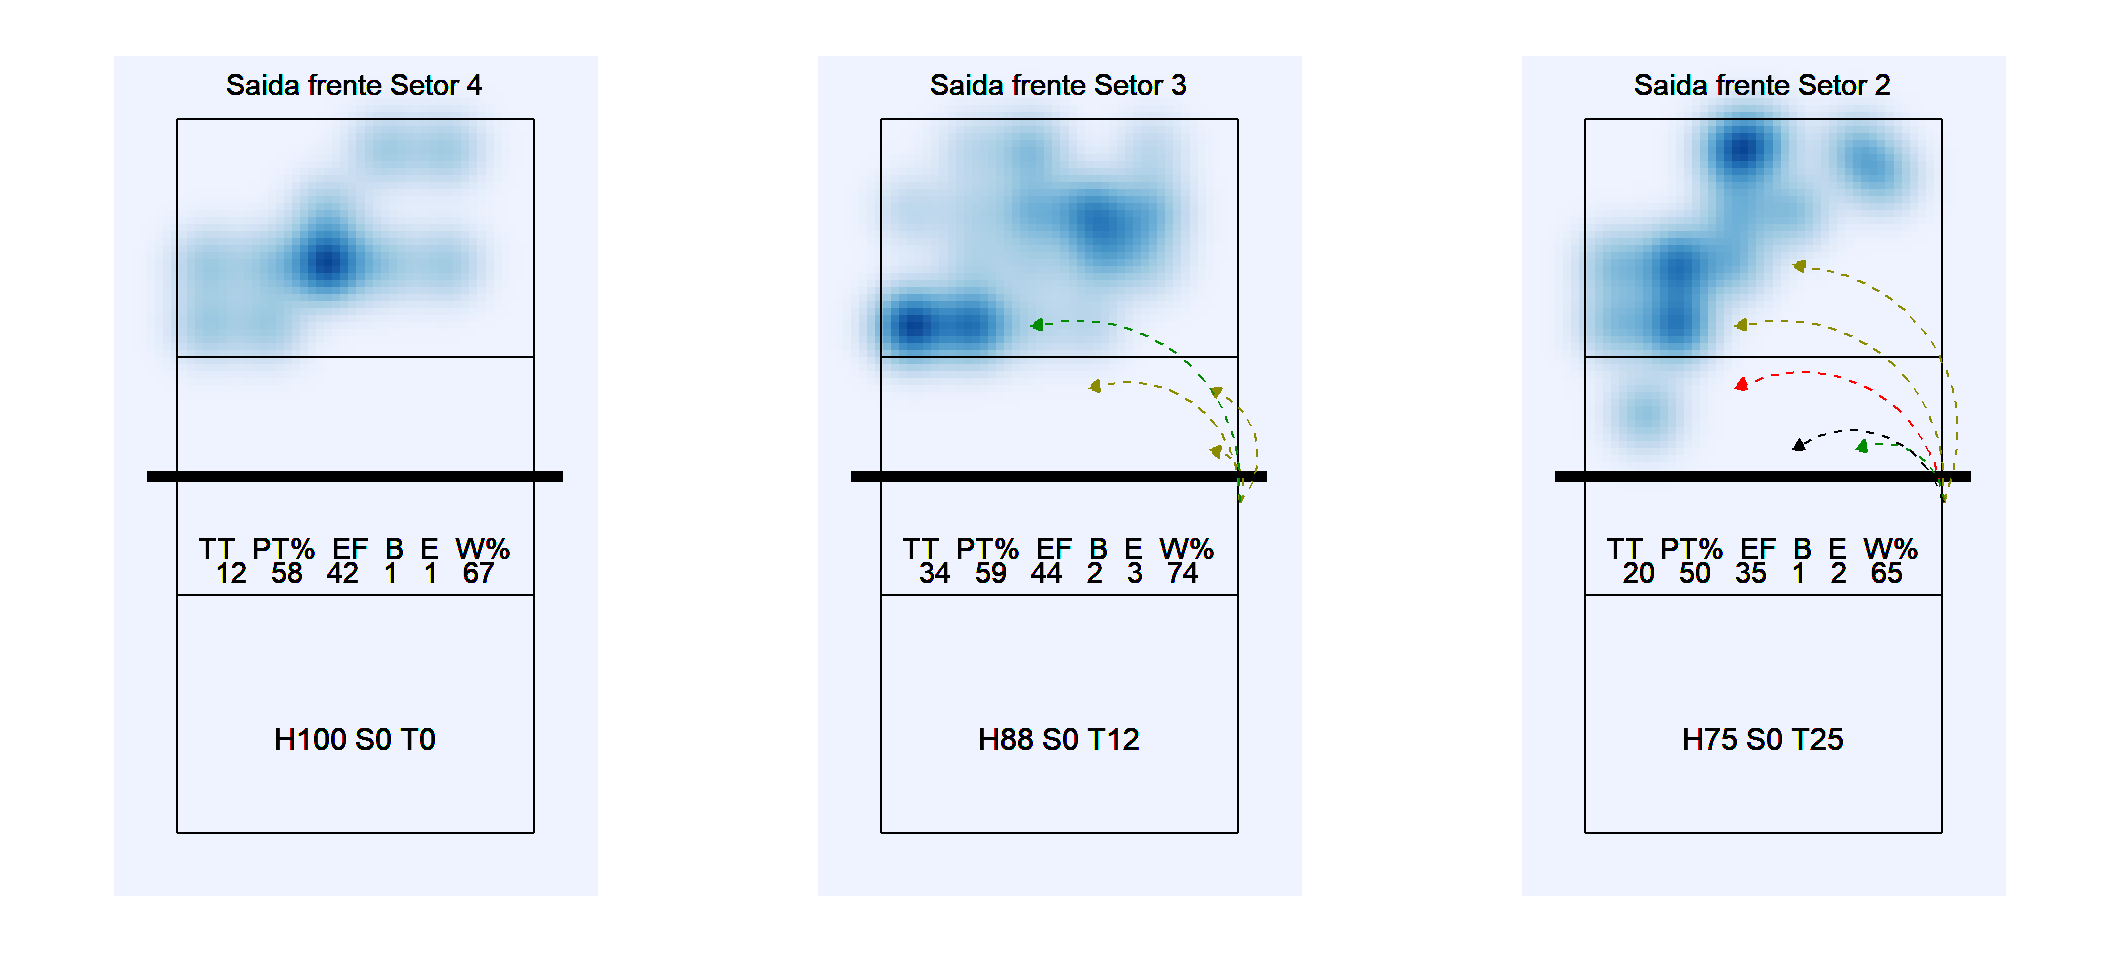 Saida frente Setor 4
TT PT% EF B E W%
12 58 42 1 1 67
H100 S0 T0
Saida frente Setor 3
TT PT% EF B E W%
34 59 44 2 3 74
H88 S0 T12
Saida frente Setor 2
TT PT% EF B E W%
20 50 35 1 2 65
H75 S0 T25